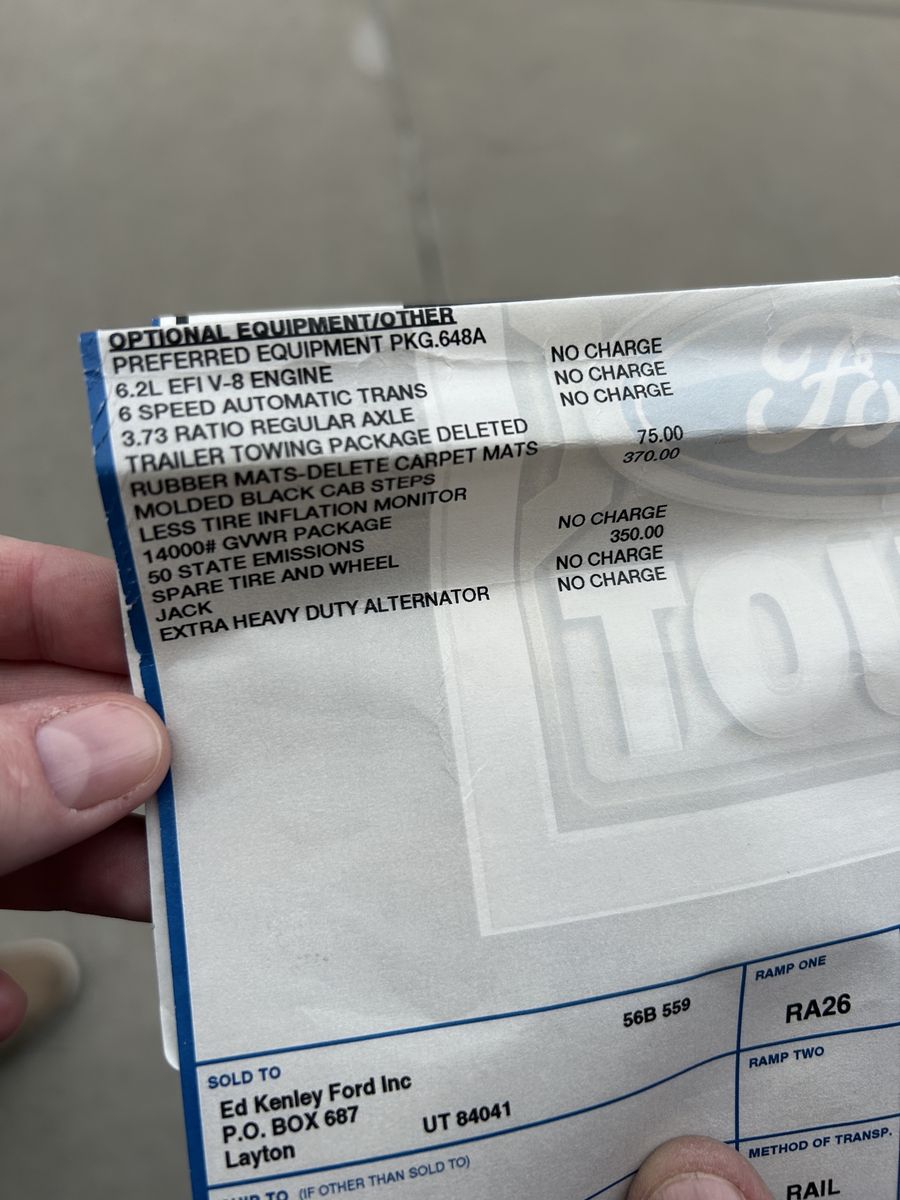 OPTIONAL EQUIPMENT/OTHER
PREFERRED EQUIPMENT PKG.648A
6.2L EFI V-8 ENGINE NO CHARGE
6 SPEED AUTOMATIC TRANS NO CHARGE
3.73 RATIO REGULAR AXLE NO CHARGE
TRAILER TOWING PACKAGE DELETED
RUBBER MATS-DELETE CARPET MATS 75.00
MOLDED BLACK CAB STEPS 370.00
LESS TIRE INFLATION MONITOR
14000# GVWR PACKAGE
50 STATE EMISSIONS NO CHARGE
SPARE TIRE AND WHEEL 350.00
JACK NO CHARGE
EXTRA HEAVY DUTY ALTERNATOR NO CHARGE
56B 559
SOLD TO
Ed Kenley Ford Inc
P.O. BOX 687
Layton UT 84041
(IF OTHER THAN SOLD TO)
RAMP ONE
RA26
RAMP TWO
METHOD OF TRANSP.
RAIL